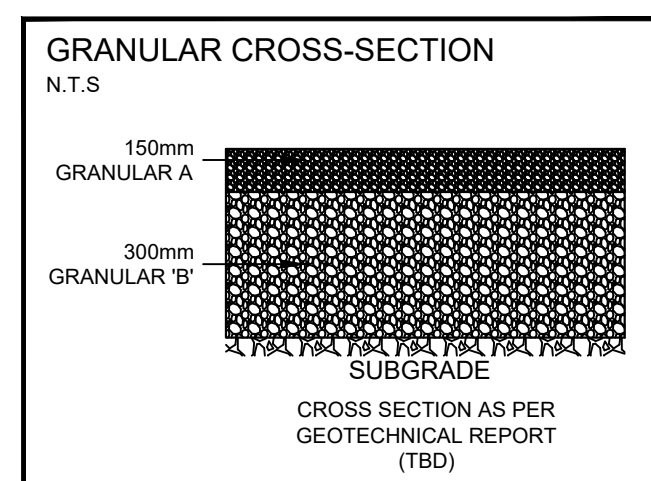 GRANULAR CROSS-SECTION
N.T.S
150mm
GRANULAR A
300mm
GRANULAR 'B'
SUBGRADE
CROSS SECTION AS PER
GEOTECHNICAL REPORT
(TBD)